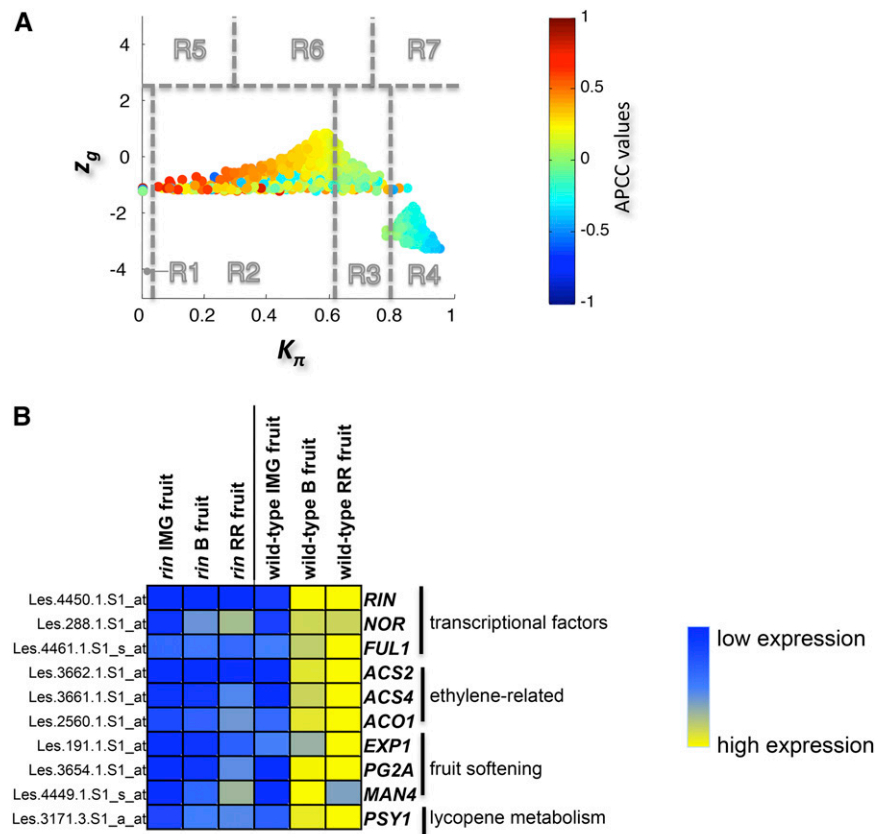 A
4
2
0
-2
-4
z_g
R5
R6
R7
R1
R2
R3
R4
0
0.2
0.4
0.6
0.8
1
K_π
1
0.5
0
-0.5
-1
APCC values
B
rin IMG fruit
rin B fruit
rin RR fruit
wild-type IMG fruit
wild-type B fruit
wild-type RR fruit
Les.4450.1.S1_at RIN
Les.288.1.S1_at NOR transcriptional factors
Les.4461.1.S1_s_at FUL1
Les.3662.1.S1_at ACS2
Les.3661.1.S1_at ACS4 ethylene-related
Les.2560.1.S1_at ACO1
Les.191.1.S1_at EXP1
Les.3654.1.S1_at PG2A fruit softening
Les.4449.1.S1_s_at MAN4
Les.3171.3.S1_a_at PSY1 lycopene metabolism
low expression
high expression